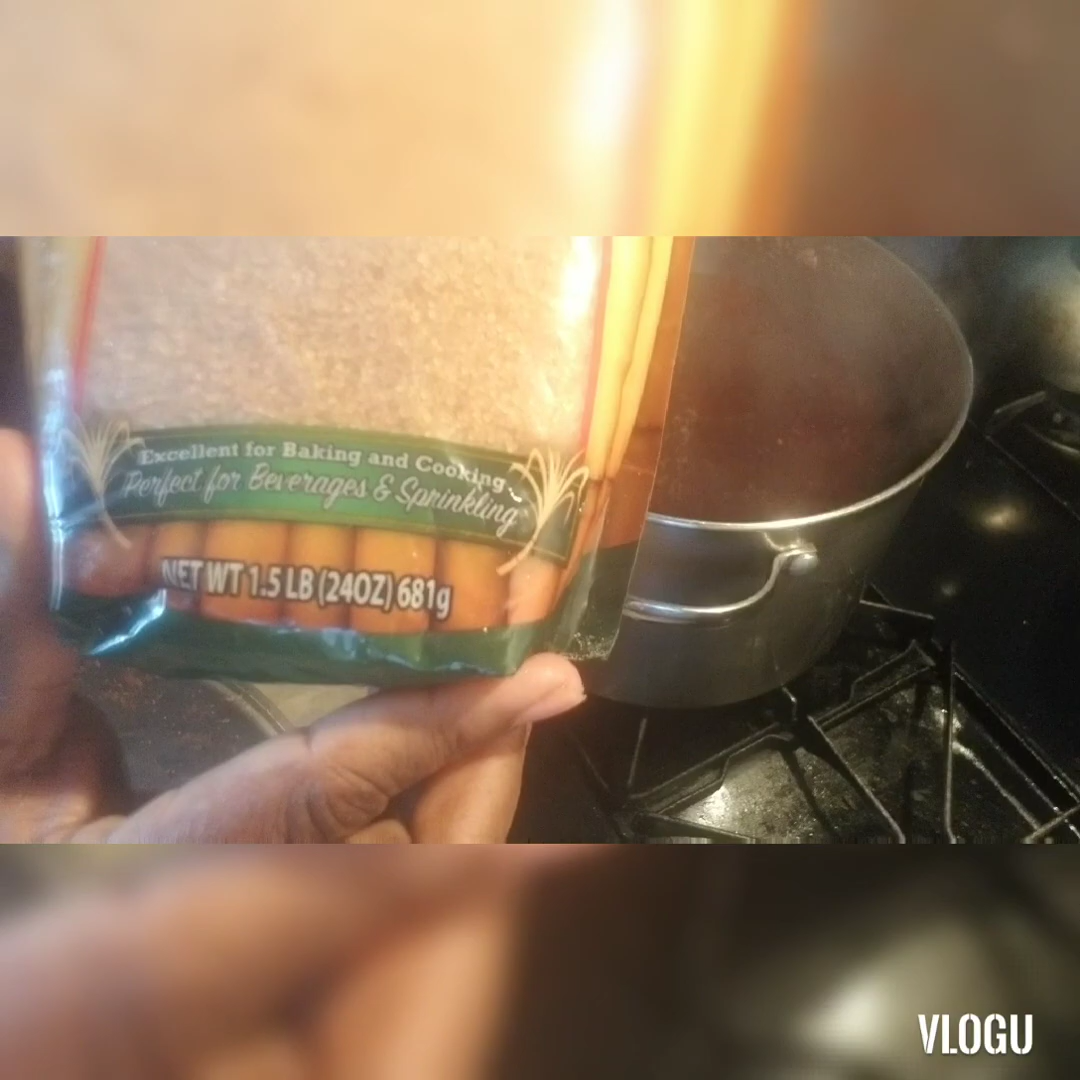 Excellent for Baking and Cooking
Perfect for Beverages & Sprinkling
NET WT 1.5 LB (24OZ) 681g
VLOGU